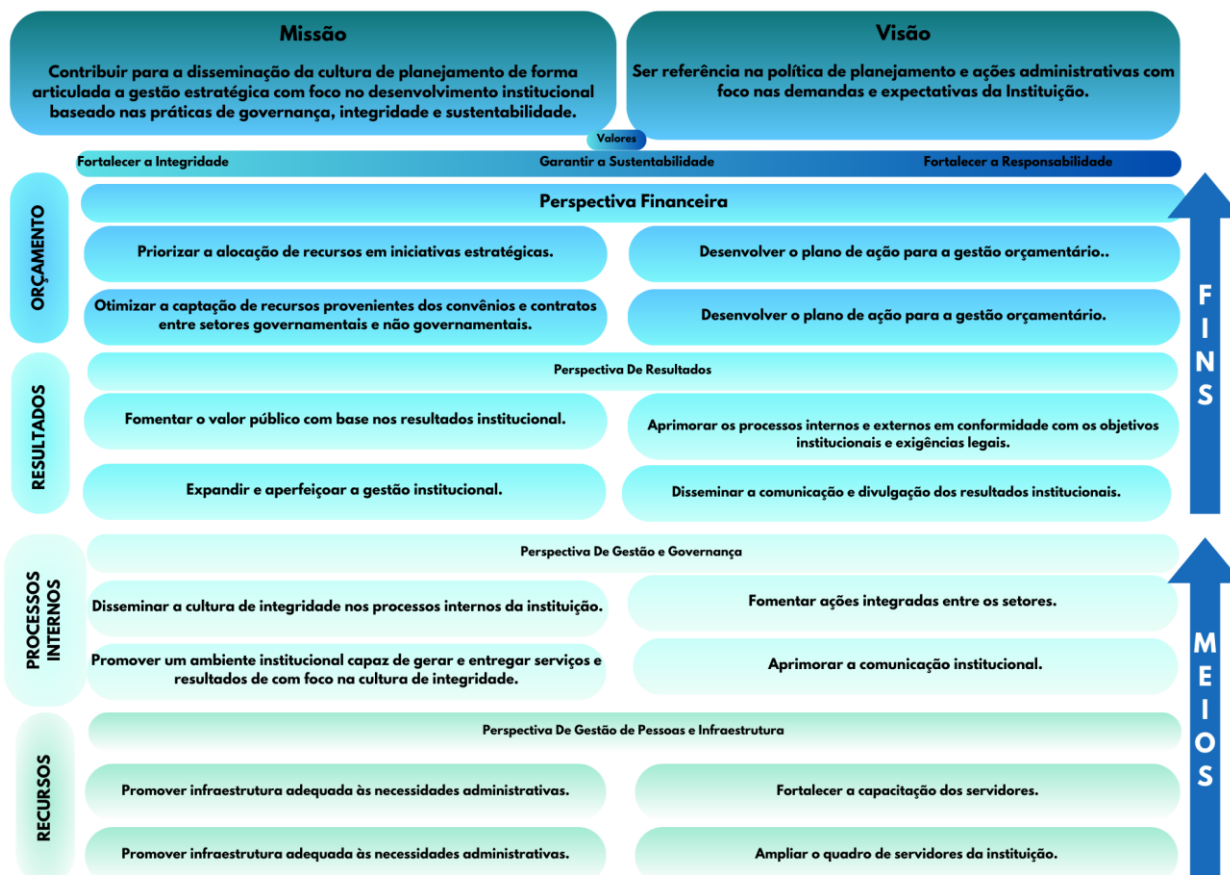 Missão
Contribuir para a disseminação da cultura de planejamento de forma
articulada a gestão estratégica com foco no desenvolvimento institucional
baseado nas práticas de governança, integridade e sustentabilidade.
Visão
Ser referência na política de planejamento e ações administrativas com
foco nas demandas e expectativas da Instituição.
Valores
Fortalecer a Integridade
Garantir a Sustentabilidade
Fortalecer a Responsabilidade
ORÇAMENTO
Perspectiva Financeira
Priorizar a alocação de recursos em iniciativas estratégicas.
Desenvolver o plano de ação para a gestão orçamentário..
Otimizar a captação de recursos provenientes dos convênios e contratos
entre setores governamentais e não governamentais.
Desenvolver o plano de ação para a gestão orçamentário.
RESULTADOS
Perspectiva De Resultados
Fomentar o valor público com base nos resultados institucional.
Aprimorar os processos internos e externos em conformidade com os objetivos
institucionais e exigências legais.
Expandir e aperfeiçoar a gestão institucional.
Disseminar a comunicação e divulgação dos resultados institucionais.
FINS
PROCESSOS
INTERNOS
Perspectiva De Gestão e Governança
Disseminar a cultura de integridade nos processos internos da instituição.
Fomentar ações integradas entre os setores.
Promover um ambiente institucional capaz de gerar e entregar serviços e
resultados de com foco na cultura de integridade.
Aprimorar a comunicação institucional.
RECURSOS
Perspectiva De Gestão de Pessoas e Infraestrutura
Promover infraestrutura adequada às necessidades administrativas.
Fortalecer a capacitação dos servidores.
Promover infraestrutura adequada às necessidades administrativas.
Ampliar o quadro de servidores da instituição.
MEIOS